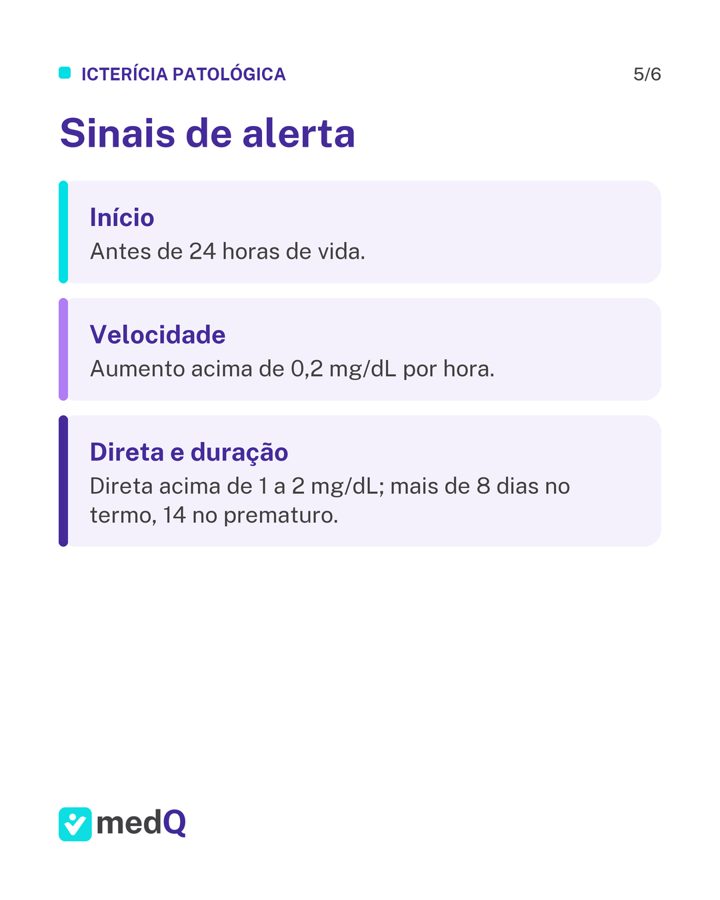 ICTERÍCIA PATOLÓGICA
5/6
Sinais de alerta
Início
Antes de 24 horas de vida.
Velocidade
Aumento acima de 0,2 mg/dL por hora.
Direta e duração
Direta acima de 1 a 2 mg/dL; mais de 8 dias no
termo, 14 no prematuro.
medQ